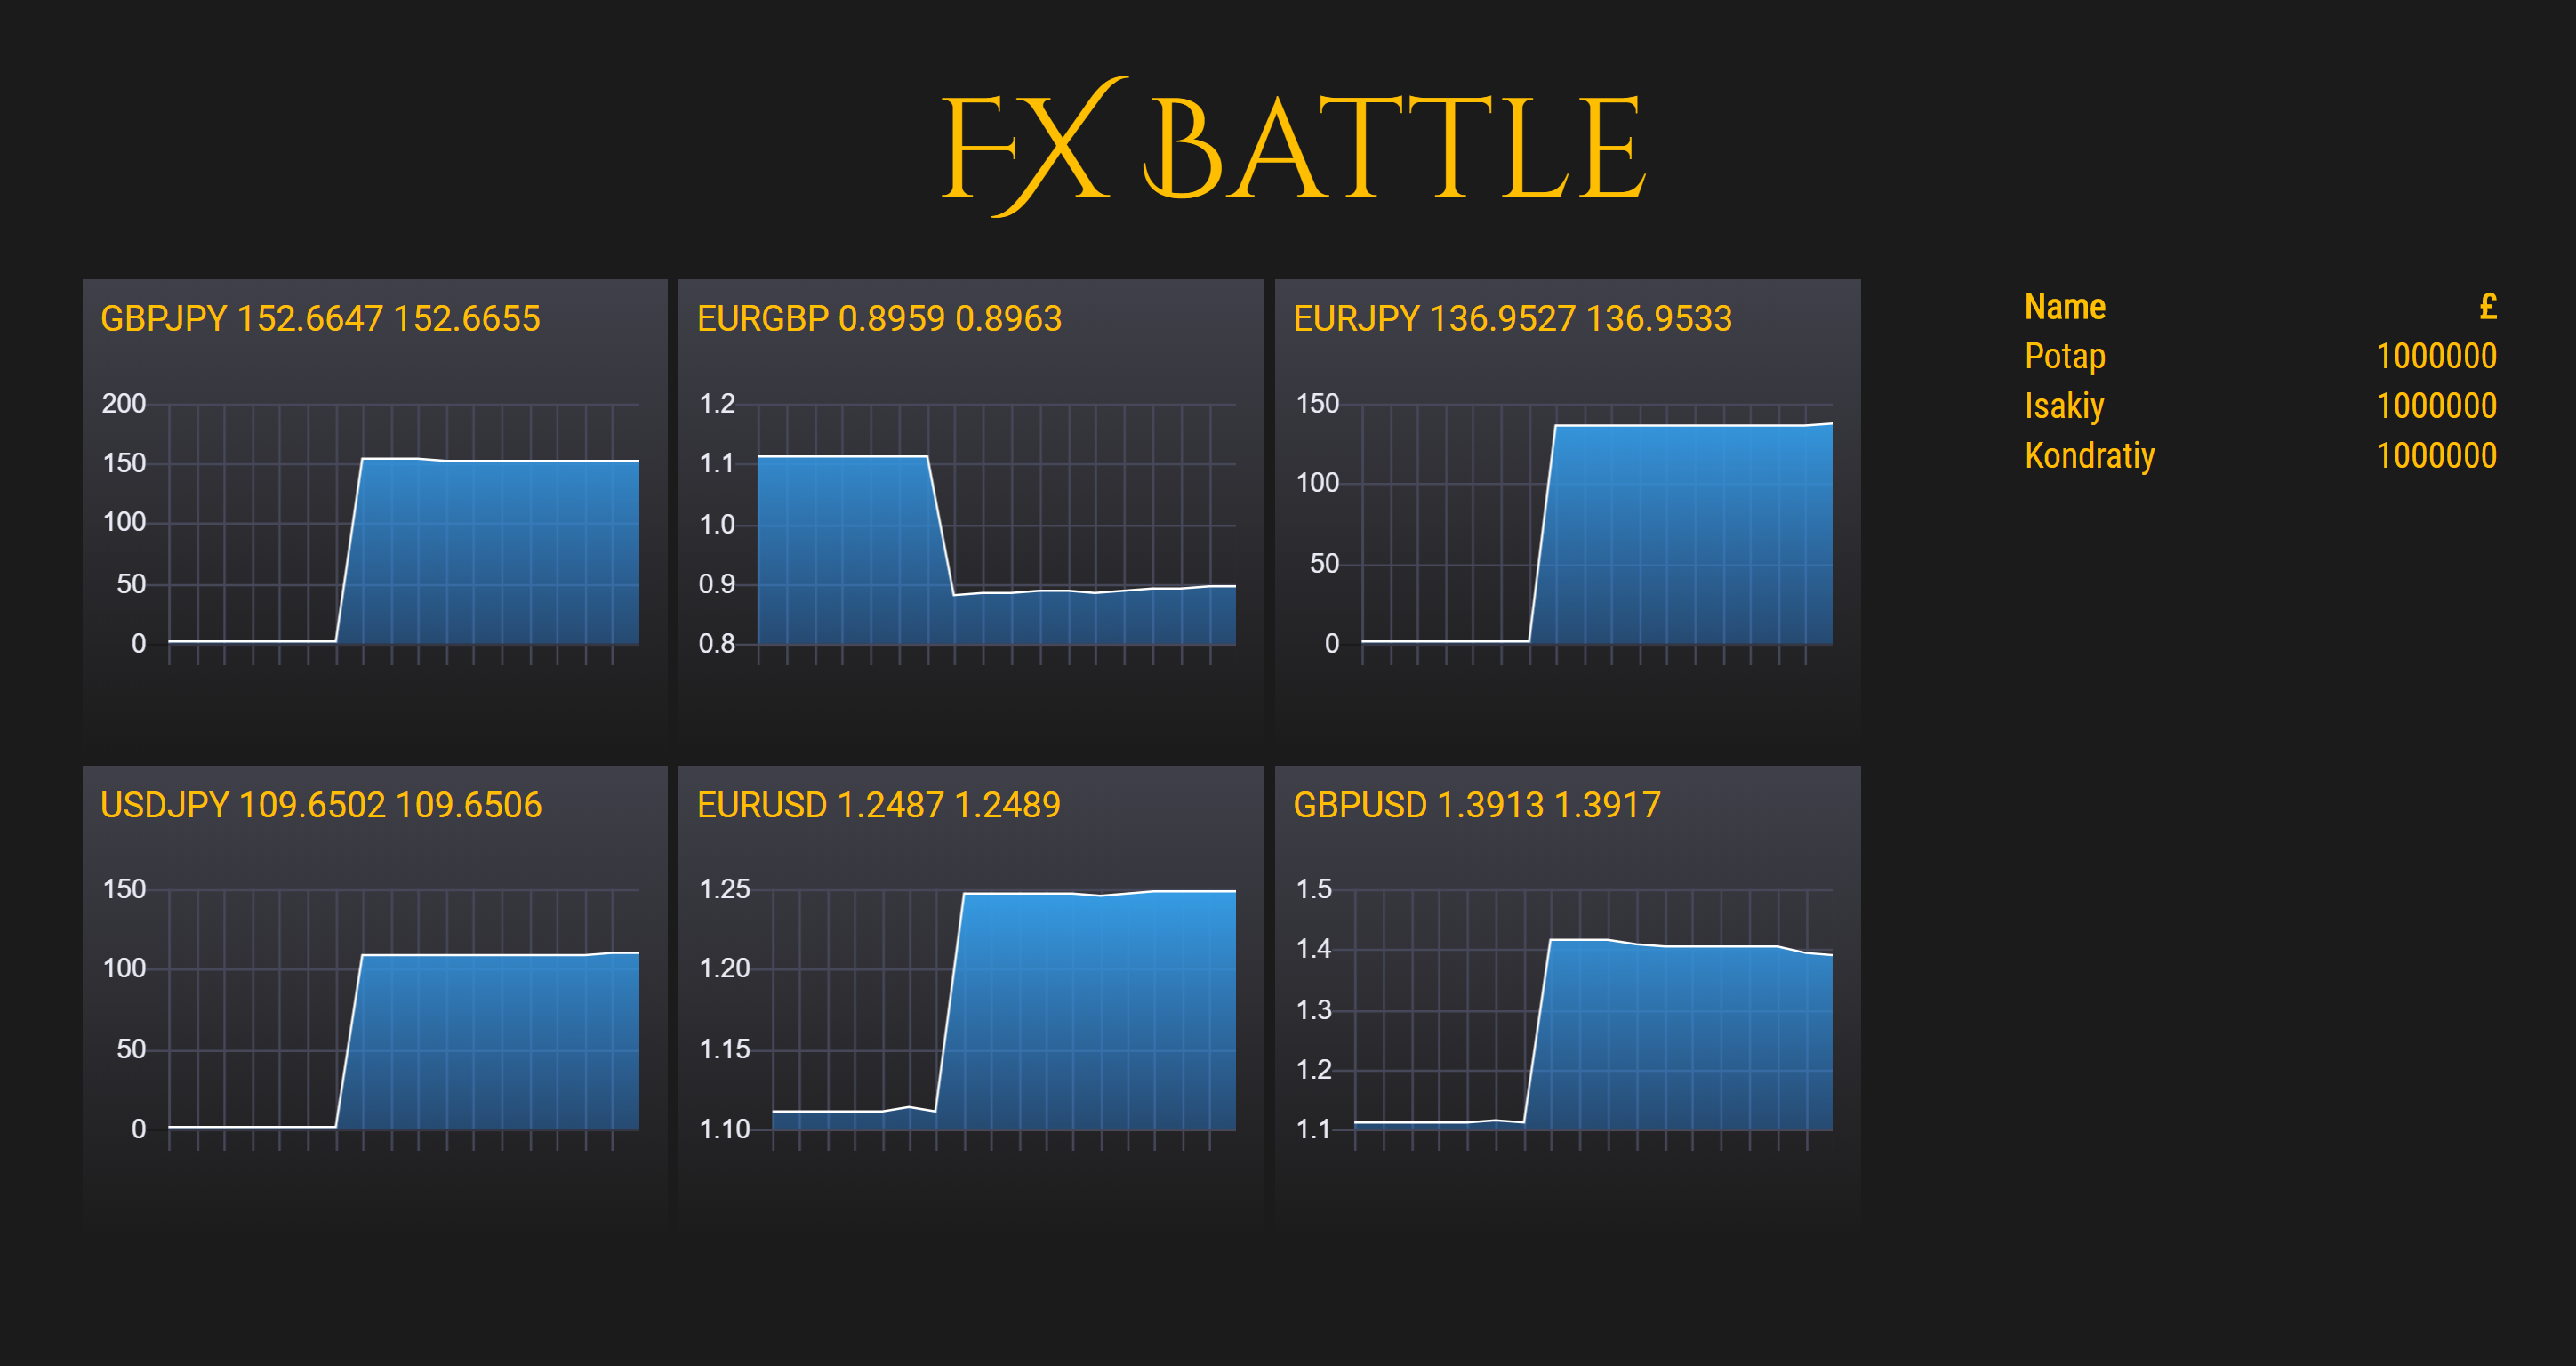 FX BATTLE
GBPJPY 152.6647 152.6655
200
150
100
50
0
EURGBP 0.8959 0.8963
1.2
1.1
1.0
0.9
0.8
EURJPY 136.9527 136.9533
150
100
50
0
USDJPY 109.6502 109.6506
150
100
50
0
EURUSD 1.2487 1.2489
1.25
1.20
1.15
1.10
GBPUSD 1.3913 1.3917
1.5
1.4
1.3
1.2
1.1
Name £
Potap 1000000
Isakiy 1000000
Kondratiy 1000000